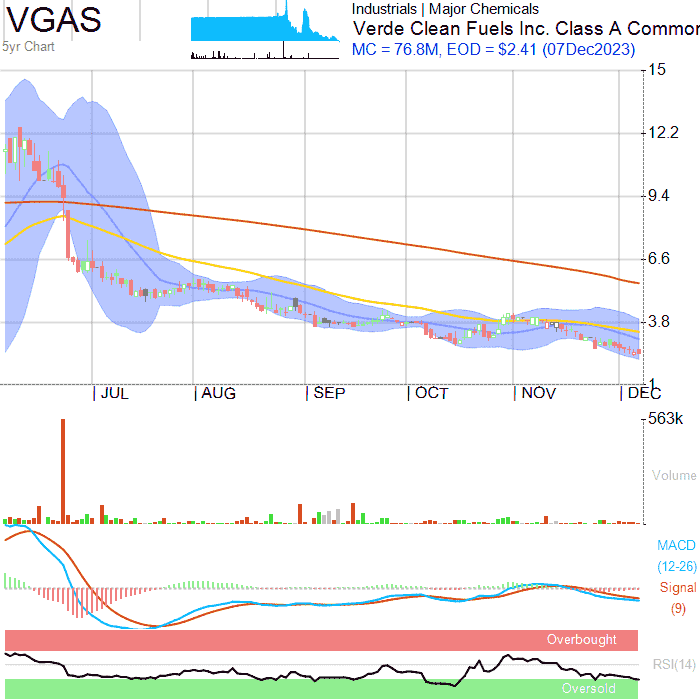 VGAS
5yr Chart
Industrials | Major Chemicals
Verde Clean Fuels Inc. Class A Common
MC = 76.8M, EOD = $2.41 (07Dec2023)
15
12.2
9.4
6.6
3.8
1
JUL AUG SEP OCT NOV DEC
563k
Volume
MACD
(12-26)
Signal
(9)
Overbought
RSI(14)
Oversold